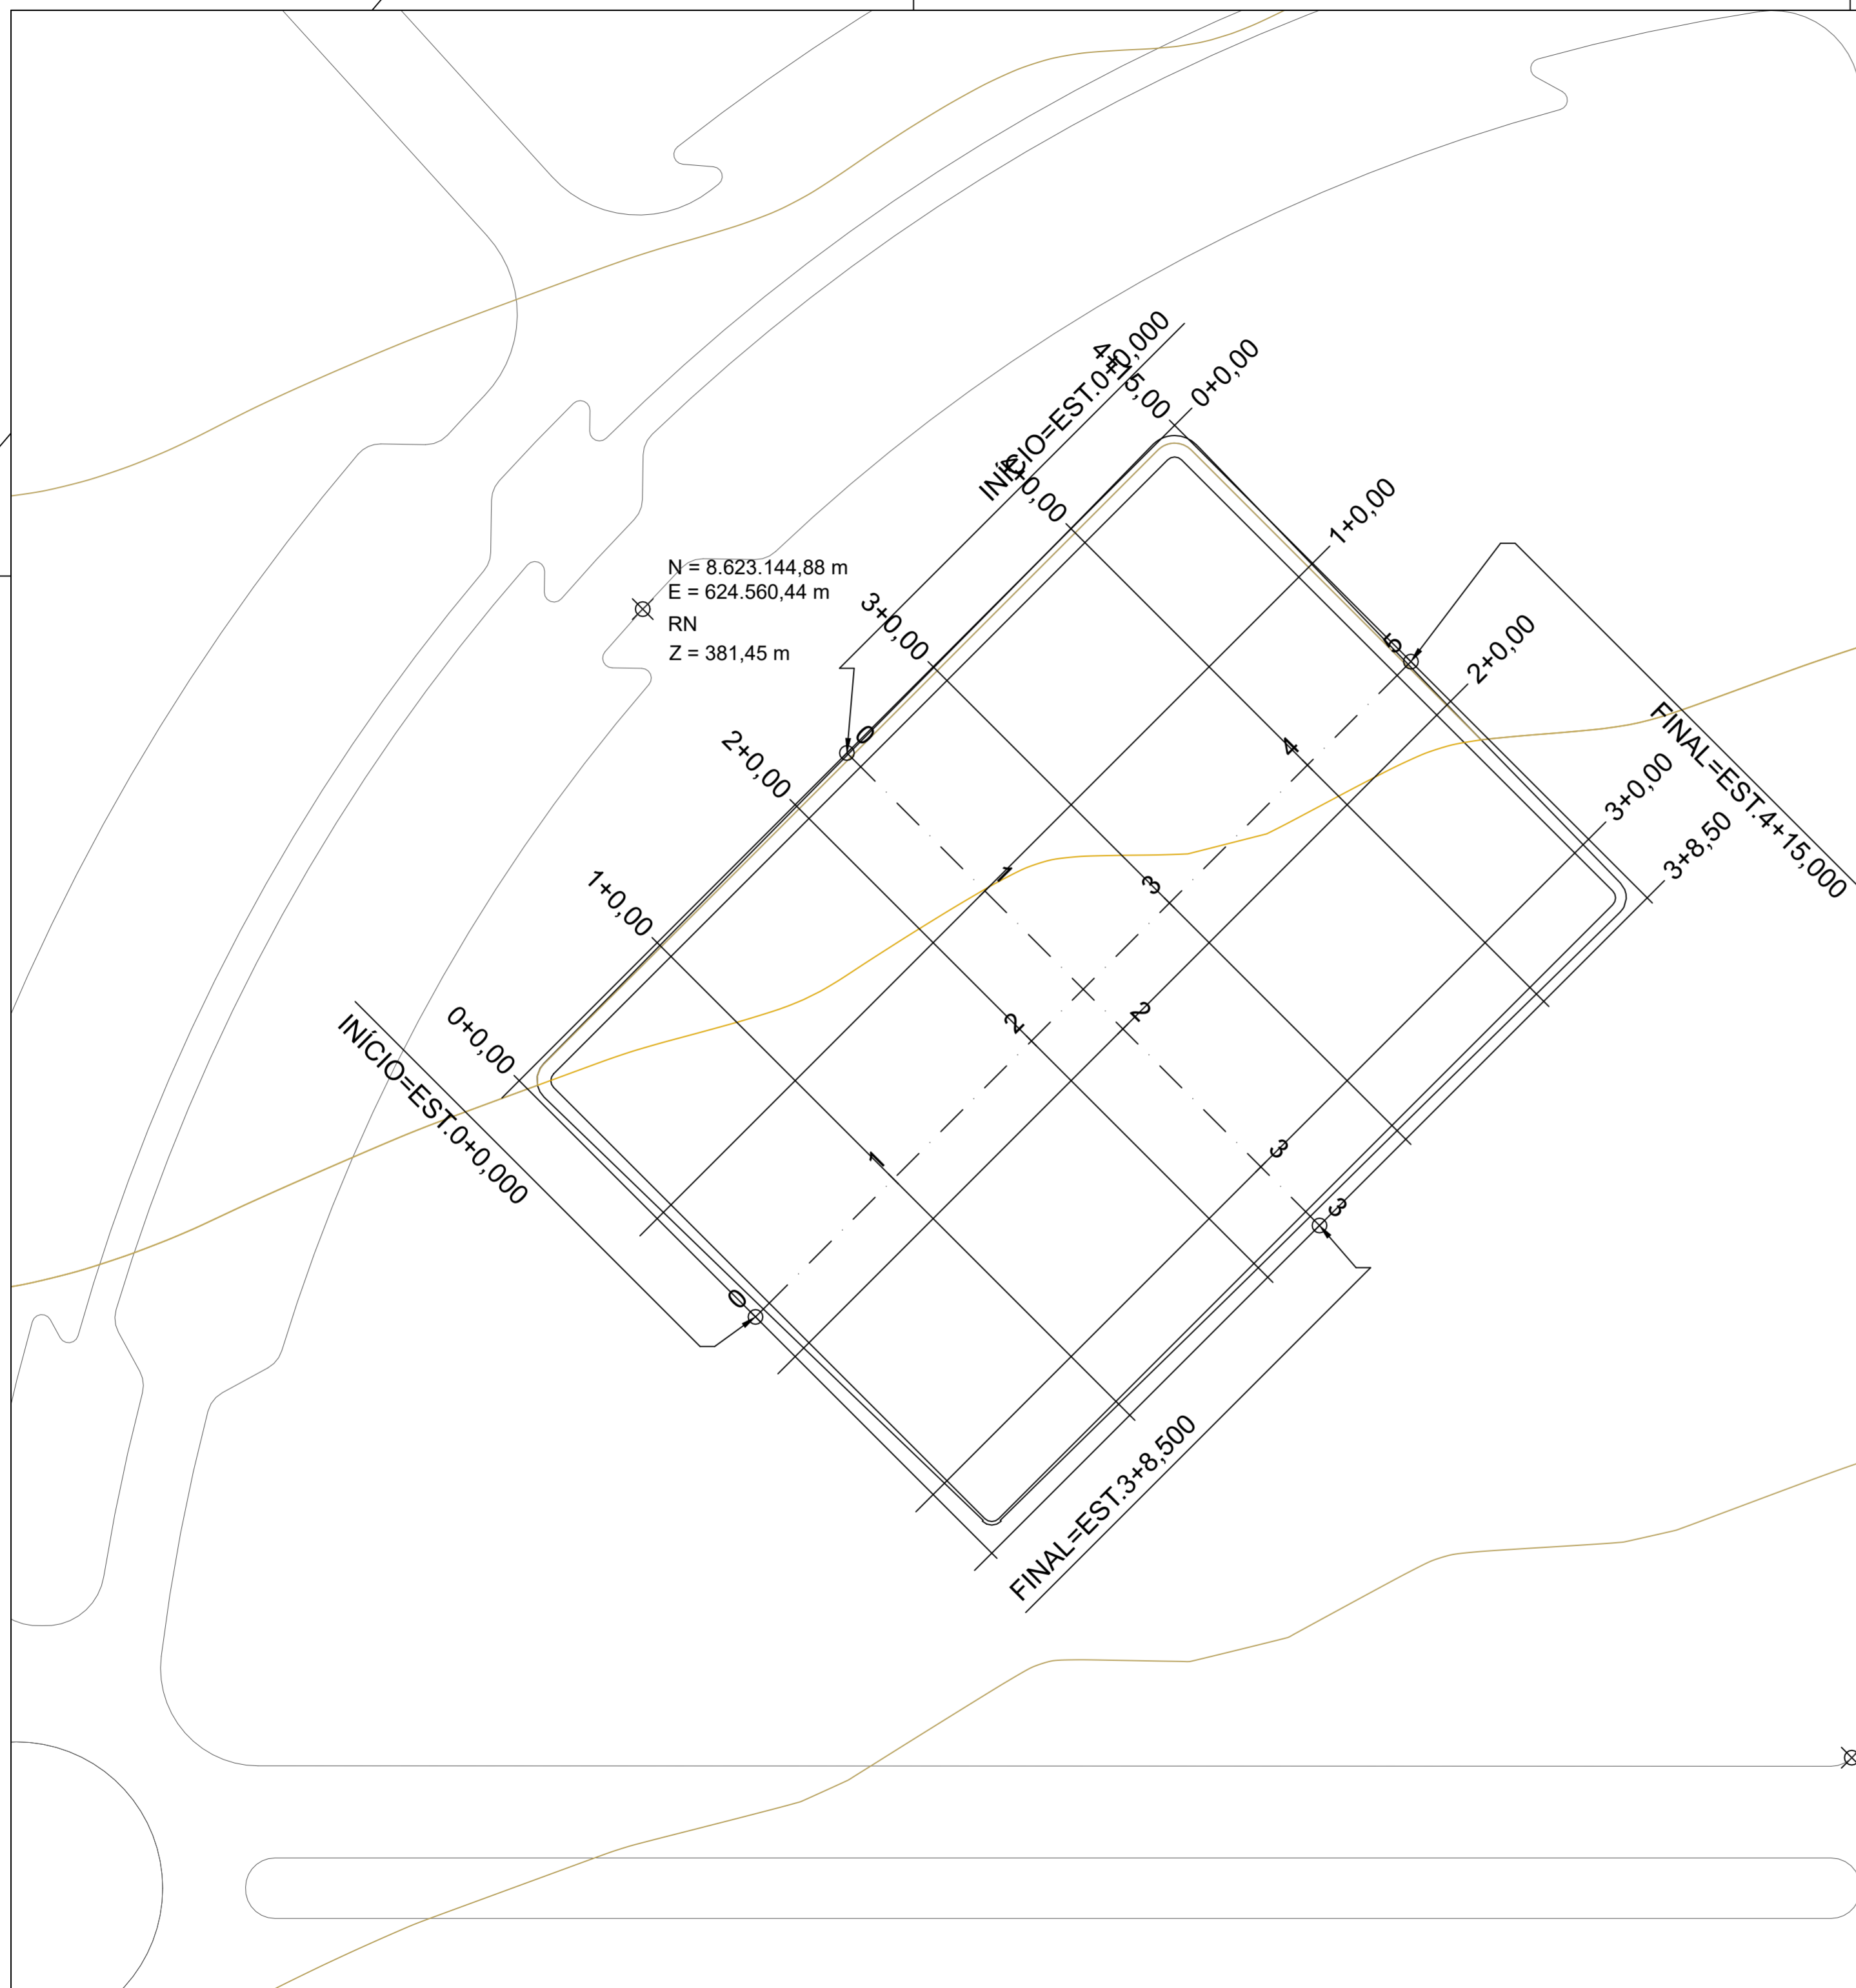 INÍCIO=EST.0+0,000
4+15,00
0+0,00
4+0,00
1+0,00
N = 8.623.144,88 m
E = 624.560,44 m
RN
Z = 381,45 m
3+0,00
5
2+0,00
FINAL=EST.4+15,000
2+0,00
0
4
3+0,00
3+8,50
1+0,00
1
3
0+0,00
INÍCIO=EST.0+0,000
2
2
1
3
3
0
FINAL=EST.3+8,500